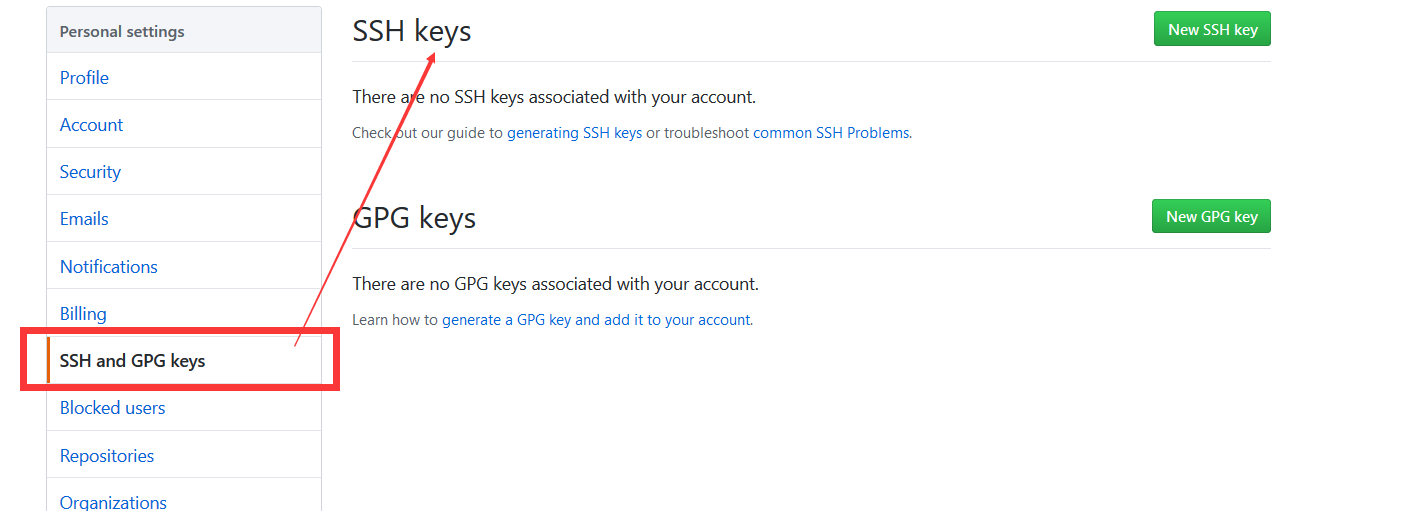 Personal settings
Profile
Account
Security
Emails
Notifications
Billing
SSH and GPG keys
Blocked users
Repositories
Organizations
SSH keys
New SSH key
There are no SSH keys associated with your account.
Check out our guide to generating SSH keys or troubleshoot common SSH Problems.
GPG keys
New GPG key
There are no GPG keys associated with your account.
Learn how to generate a GPG key and add it to your account.